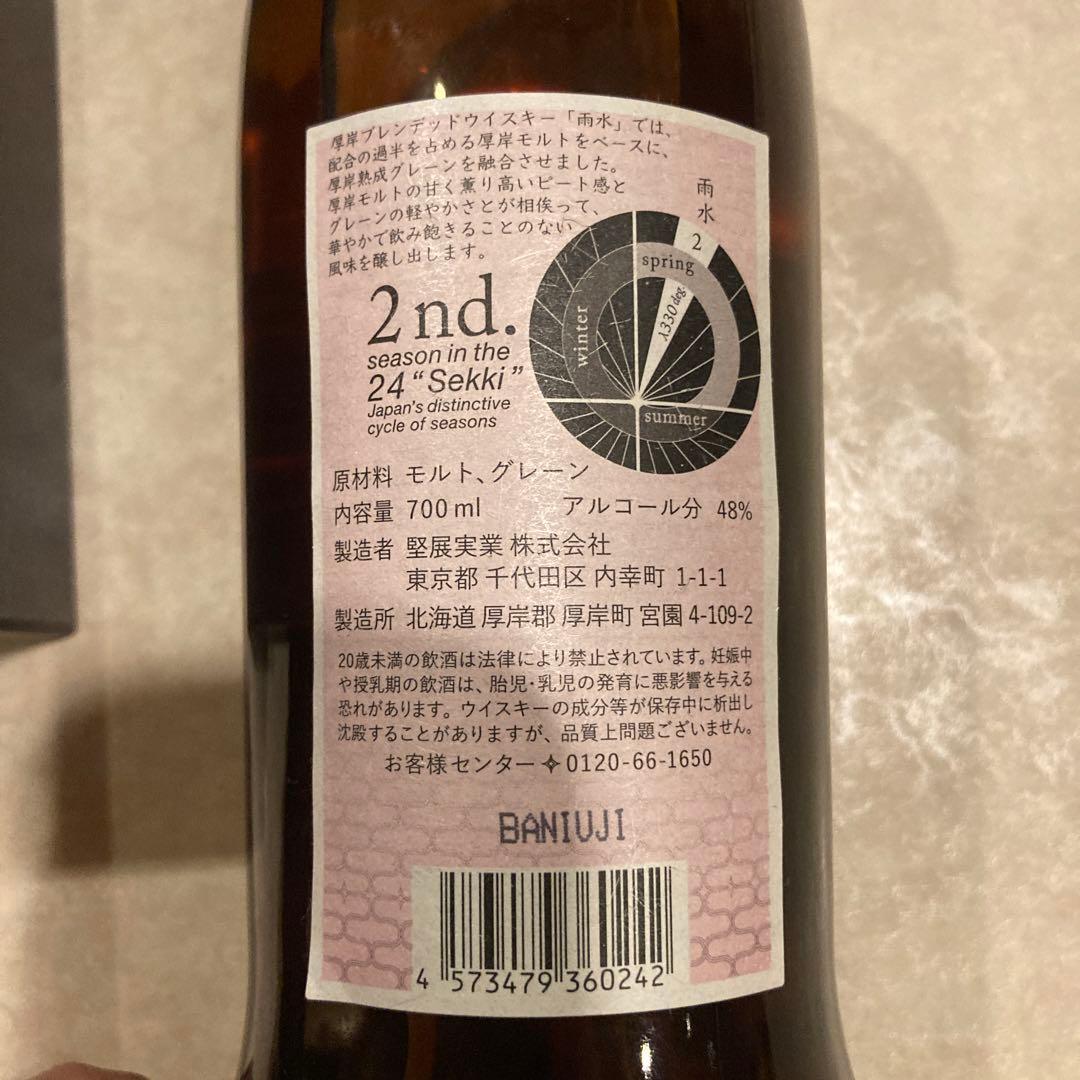 厚岸ブレンデッドウイスキー「雨水」では、
配合の過半を占める厚岸モルトをベースに、
厚岸熟成グレーンを融合させました。
厚岸モルトの甘く薫り高いピート感と
グレーンの軽やかさとが相俟って、
華やかで飲み飽きることのない
風味を醸し出します。
雨水
2
spring
λ330deg.
winter
summer
2nd.
season in the
24 “Sekki”
Japan's distinctive
cycle of seasons
原材料 モルト、グレーン
内容量 700ml アルコール分 48%
製造者 堅展実業 株式会社
東京都 千代田区 内幸町 1-1-1
製造所 北海道 厚岸郡 厚岸町 宮園 4-109-2
20歳未満の飲酒は法律により禁止されています。妊娠中
や授乳期の飲酒は、胎児・乳児の発育に悪影響を与える
恐れがあります。ウイスキーの成分等が保存中に析出し
沈殿することがありますが、品質上問題ございません。
お客様センター✧0120-66-1650
BANIUJI
4 573479 360242